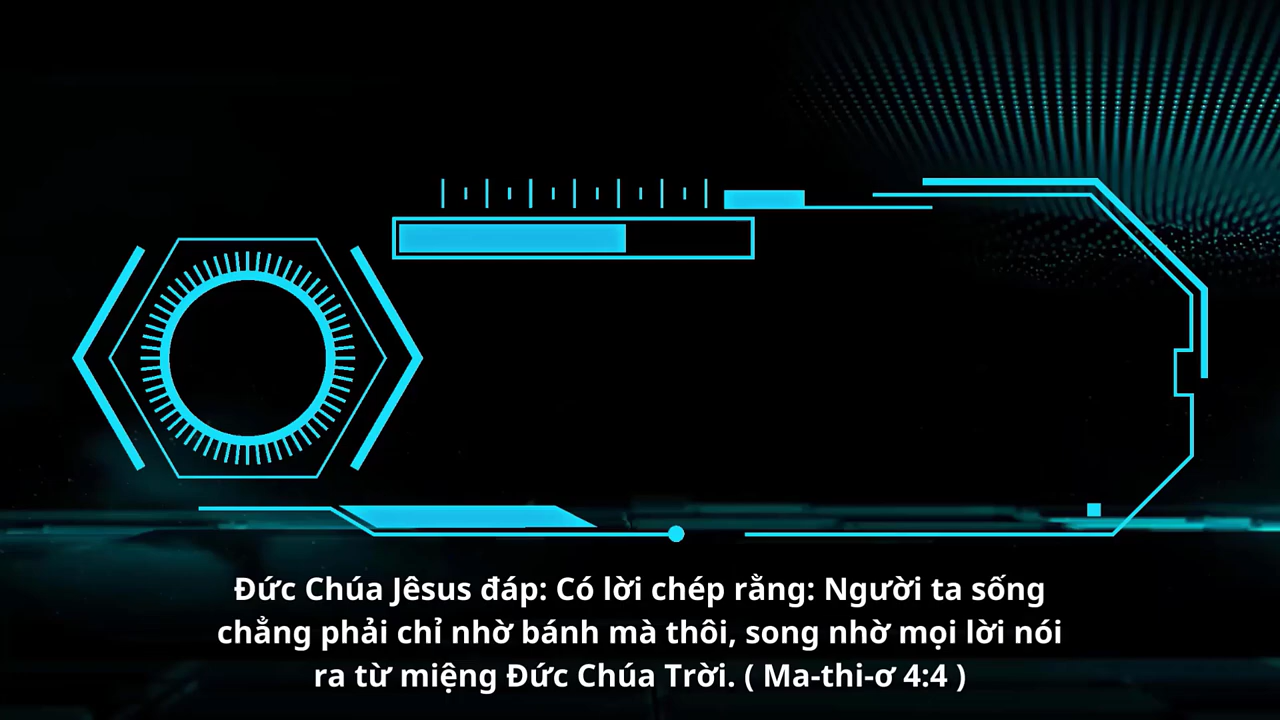 Đức Chúa Jêsus đáp: Có lời chép rằng: Người ta sống
chẳng phải chỉ nhờ bánh mà thôi, song nhờ mọi lời nói
ra từ miệng Đức Chúa Trời. ( Ma-thi-ơ 4:4 )